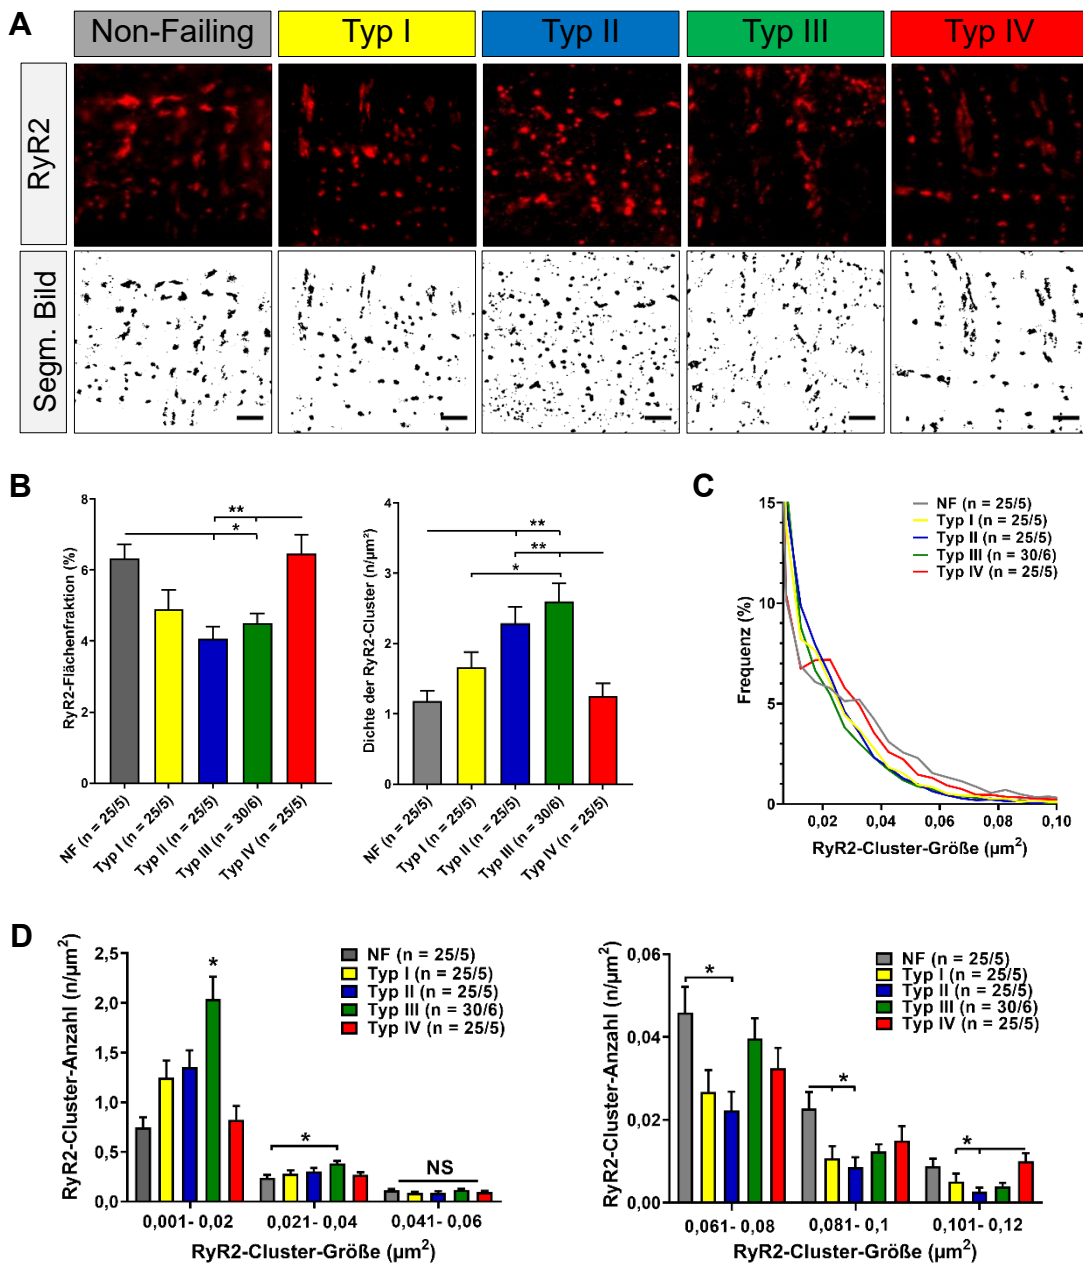 A
Non-Failing
Typ I
Typ II
Typ III
Typ IV
RyR2
Segm. Bild
B
RyR2-Flächenfraktion (%)
8
6
4
2
0
**
*
NF (n = 25/5)
Typ I (n = 25/5)
Typ II (n = 25/5)
Typ III (n = 30/6)
Typ IV (n = 25/5)
Dichte der RyR2-Cluster (n/µm²)
4
3
2
1
0
**
**
*
NF (n = 25/5)
Typ I (n = 25/5)
Typ II (n = 25/5)
Typ III (n = 30/6)
Typ IV (n = 25/5)
C
Frequenz (%)
15
10
5
0
NF (n = 25/5)
Typ I (n = 25/5)
Typ II (n = 25/5)
Typ III (n = 30/6)
Typ IV (n = 25/5)
0,02
0,04
0,06
0,08
0,10
RyR2-Cluster-Größe (µm²)
D
RyR2-Cluster-Anzahl (n/µm²)
2,5
2,0
1,5
1,0
0,5
0,0
*
*
NS
NF (n = 25/5)
Typ I (n = 25/5)
Typ II (n = 25/5)
Typ III (n = 30/6)
Typ IV (n = 25/5)
0,001- 0,02
0,021- 0,04
0,041- 0,06
RyR2-Cluster-Größe (µm²)
RyR2-Cluster-Anzahl (n/µm²)
0,06
0,04
0,02
0,00
*
*
*
NF (n = 25/5)
Typ I (n = 25/5)
Typ II (n = 25/5)
Typ III (n = 30/6)
Typ IV (n = 25/5)
0,061- 0,08
0,081- 0,1
0,101- 0,12
RyR2-Cluster-Größe (µm²)